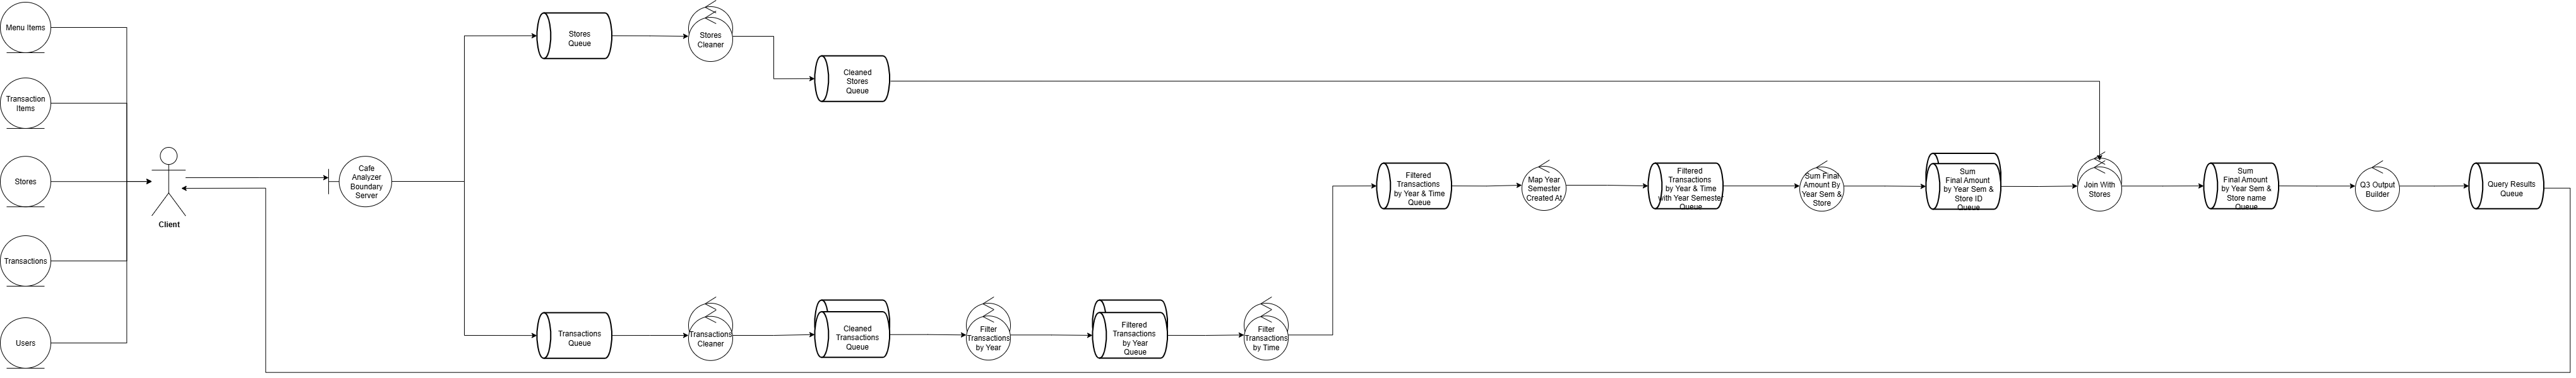 Menu Items
Transaction
Items
Stores
Transactions
Users
Client
Cafe
Analyzer
Boundary
Server
Stores
Queue
Stores
Cleaner
Cleaned
Stores
Queue
Transactions
Queue
Transactions
Cleaner
Cleaned
Transactions
Queue
Filter
Transactions
by Year
Filtered
Transactions
by Year
Queue
Filter
Transactions
by Time
Filtered
Transactions
by Year & Time
Queue
Map Year
Semester
Created At
Filtered
Transactions
by Year & Time
with Year Semester
Queue
Sum Final
Amount By
Year Sem &
Store
Sum
Final Amount
by Year Sem &
Store ID
Queue
Join With
Stores
Sum
Final Amount
by Year Sem &
Store name
Queue
Q3 Output
Builder
Query Results
Queue